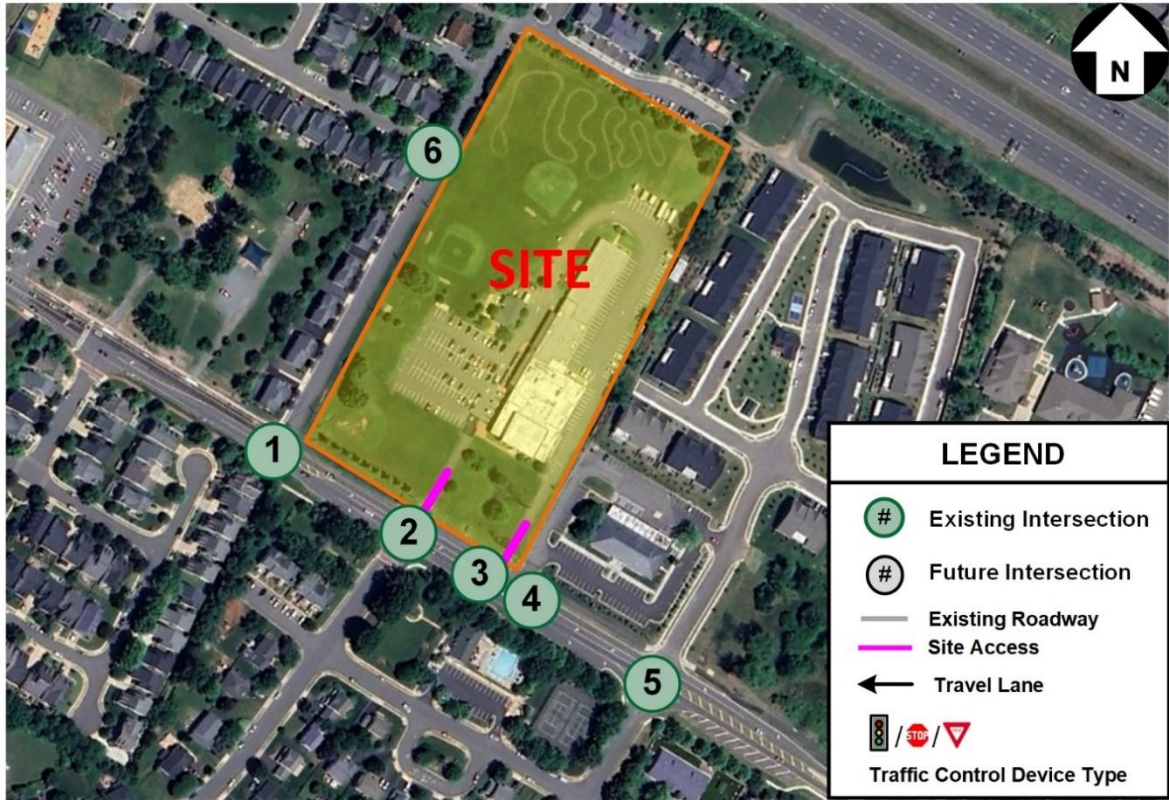 N
6
SITE
1
2
3
4
5
LEGEND
# Existing Intersection
# Future Intersection
Existing Roadway
Site Access
Travel Lane
/ STOP /
Traffic Control Device Type